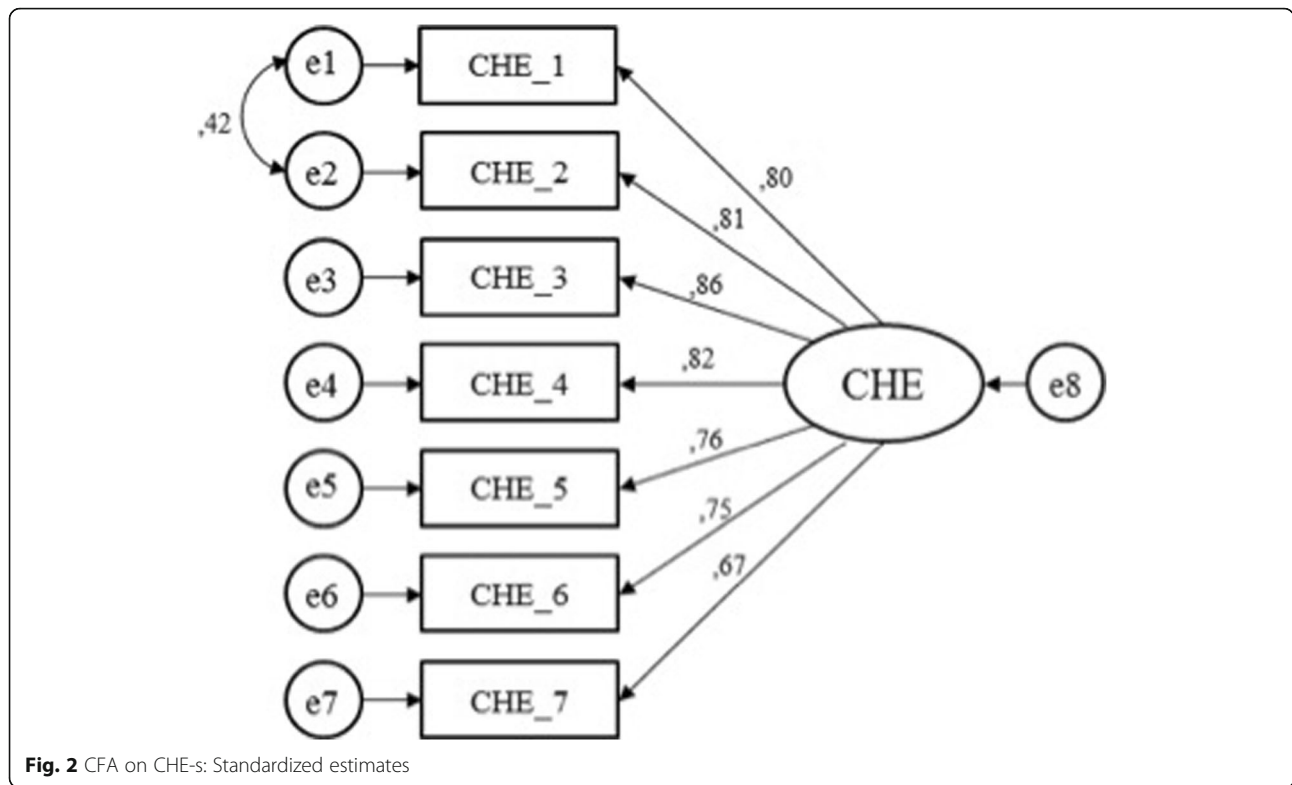 e1 CHE_1
,42
,80
e2 CHE_2
,81
e3 CHE_3
,86
e4 CHE_4
,82
CHE
e8
e5 CHE_5
,76
e6 CHE_6
,75
,67
e7 CHE_7
Fig. 2 CFA on CHE-s: Standardized estimates